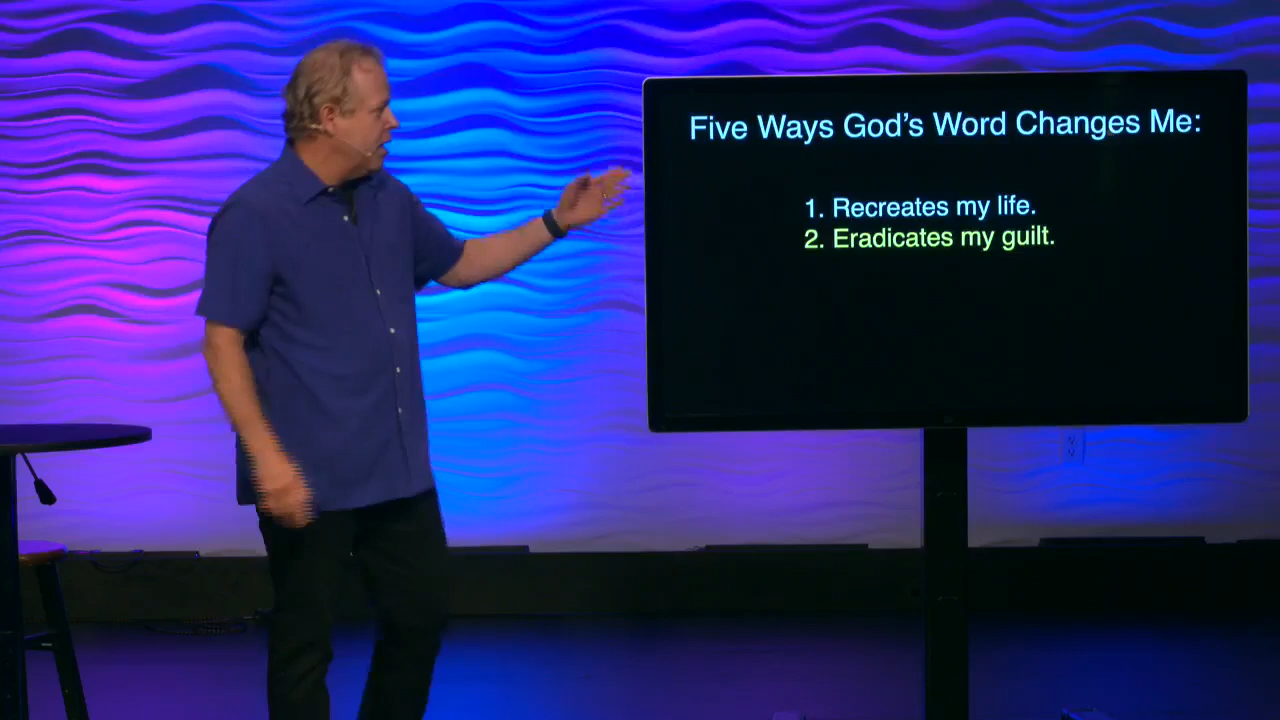 Five Ways God's Word Changes Me:
1. Recreates my life.
2. Eradicates my guilt.